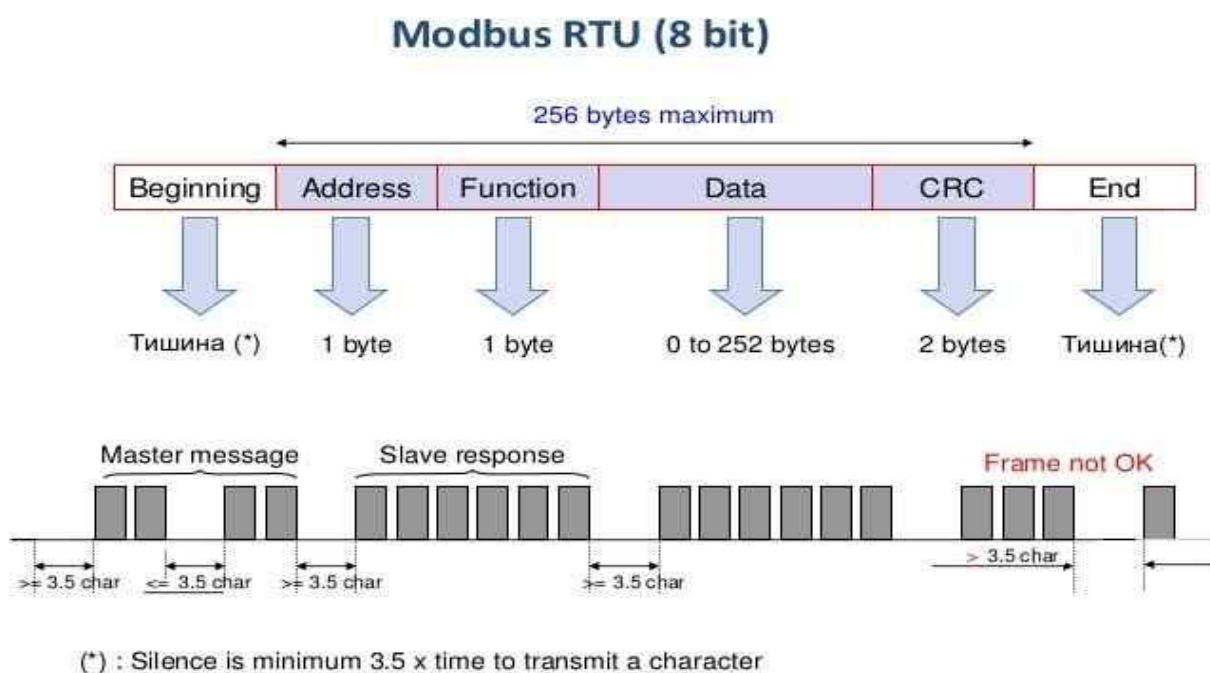 Modbus RTU (8 bit)
256 bytes maximum
Beginning Address Function Data CRC End
Тишина (*) 1 byte 1 byte 0 to 252 bytes 2 bytes Тишина(*)
Master message Slave response Frame not OK
>= 3.5 char <= 3.5 char >= 3.5 char >= 3.5 char > 3.5 char
(*) : Silence is minimum 3.5 x time to transmit a character